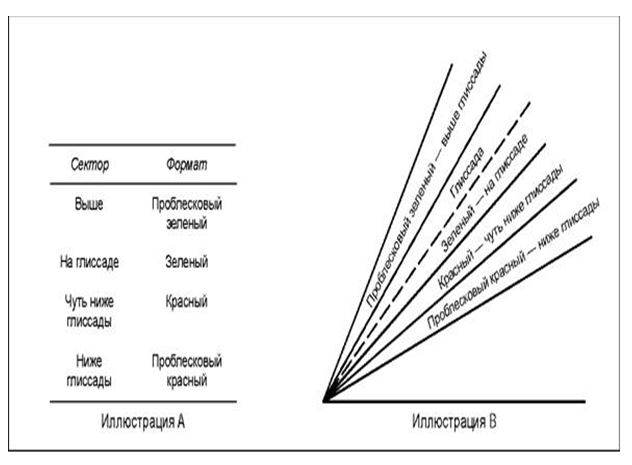 Сектор Формат
Выше Проблесковый
зеленый
На глиссаде Зеленый
Чуть ниже Красный
глиссады
Ниже Проблесковый
глиссады красный
Иллюстрация А
Проблесковый зеленый — выше глиссады
Глиссада
Зеленый — на глиссаде
Красный — чуть ниже глиссады
Проблесковый красный — ниже глиссады
Иллюстрация В